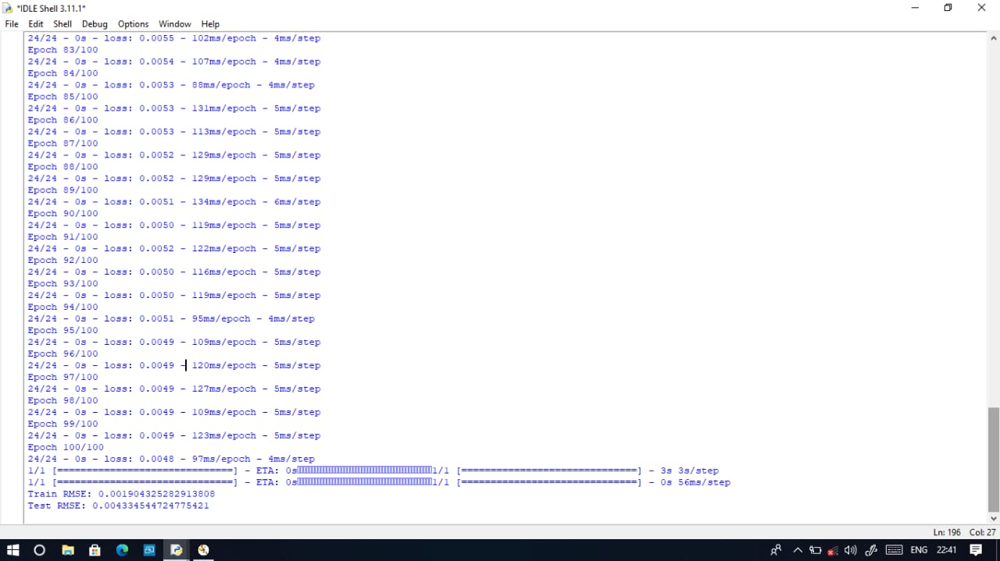 *IDLE Shell 3.11.1*
File Edit Shell Debug Options Window Help
24/24 - 0s - loss: 0.0055 - 102ms/epoch - 4ms/step
Epoch 83/100
24/24 - 0s - loss: 0.0054 - 107ms/epoch - 4ms/step
Epoch 84/100
24/24 - 0s - loss: 0.0053 - 88ms/epoch - 4ms/step
Epoch 85/100
24/24 - 0s - loss: 0.0053 - 131ms/epoch - 5ms/step
Epoch 86/100
24/24 - 0s - loss: 0.0053 - 113ms/epoch - 5ms/step
Epoch 87/100
24/24 - 0s - loss: 0.0052 - 129ms/epoch - 5ms/step
Epoch 88/100
24/24 - 0s - loss: 0.0052 - 129ms/epoch - 5ms/step
Epoch 89/100
24/24 - 0s - loss: 0.0051 - 134ms/epoch - 6ms/step
Epoch 90/100
24/24 - 0s - loss: 0.0050 - 119ms/epoch - 5ms/step
Epoch 91/100
24/24 - 0s - loss: 0.0052 - 122ms/epoch - 5ms/step
Epoch 92/100
24/24 - 0s - loss: 0.0050 - 116ms/epoch - 5ms/step
Epoch 93/100
24/24 - 0s - loss: 0.0050 - 119ms/epoch - 5ms/step
Epoch 94/100
24/24 - 0s - loss: 0.0051 - 95ms/epoch - 4ms/step
Epoch 95/100
24/24 - 0s - loss: 0.0049 - 109ms/epoch - 5ms/step
Epoch 96/100
24/24 - 0s - loss: 0.0049 - 120ms/epoch - 5ms/step
Epoch 97/100
24/24 - 0s - loss: 0.0049 - 127ms/epoch - 5ms/step
Epoch 98/100
24/24 - 0s - loss: 0.0049 - 109ms/epoch - 5ms/step
Epoch 99/100
24/24 - 0s - loss: 0.0049 - 123ms/epoch - 5ms/step
Epoch 100/100
24/24 - 0s - loss: 0.0048 - 97ms/epoch - 4ms/step
1/1 [==============================] - ETA: 0s1/1 [==============================] - 3s 3s/step
1/1 [==============================] - ETA: 0s1/1 [==============================] - 0s 56ms/step
Train RMSE: 0.001904325282913808
Test RMSE: 0.004334544724775421
Ln: 196 Col: 27
ENG 22:41